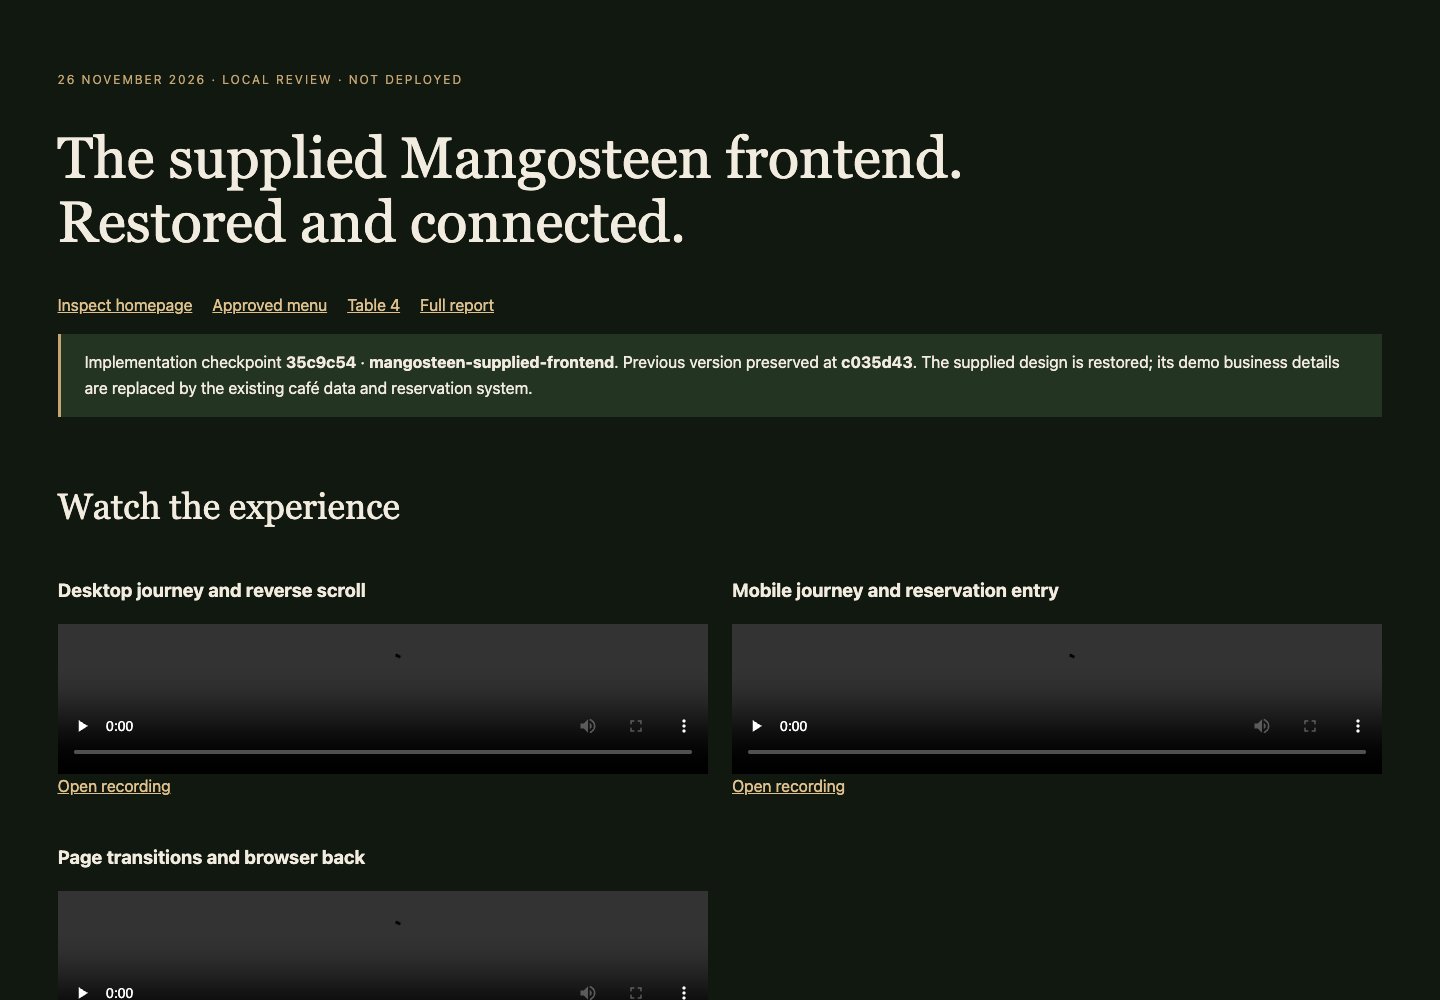 26 NOVEMBER 2026 · LOCAL REVIEW · NOT DEPLOYED
The supplied Mangosteen frontend.
Restored and connected.
Inspect homepage Approved menu Table 4 Full report
Implementation checkpoint 35c9c54 · mangosteen-supplied-frontend. Previous version preserved at c035d43. The supplied design is restored; its demo business details
are replaced by the existing café data and reservation system.
Watch the experience
Desktop journey and reverse scroll
Mobile journey and reservation entry
0:00
0:00
Open recording
Open recording
Page transitions and browser back
0:00